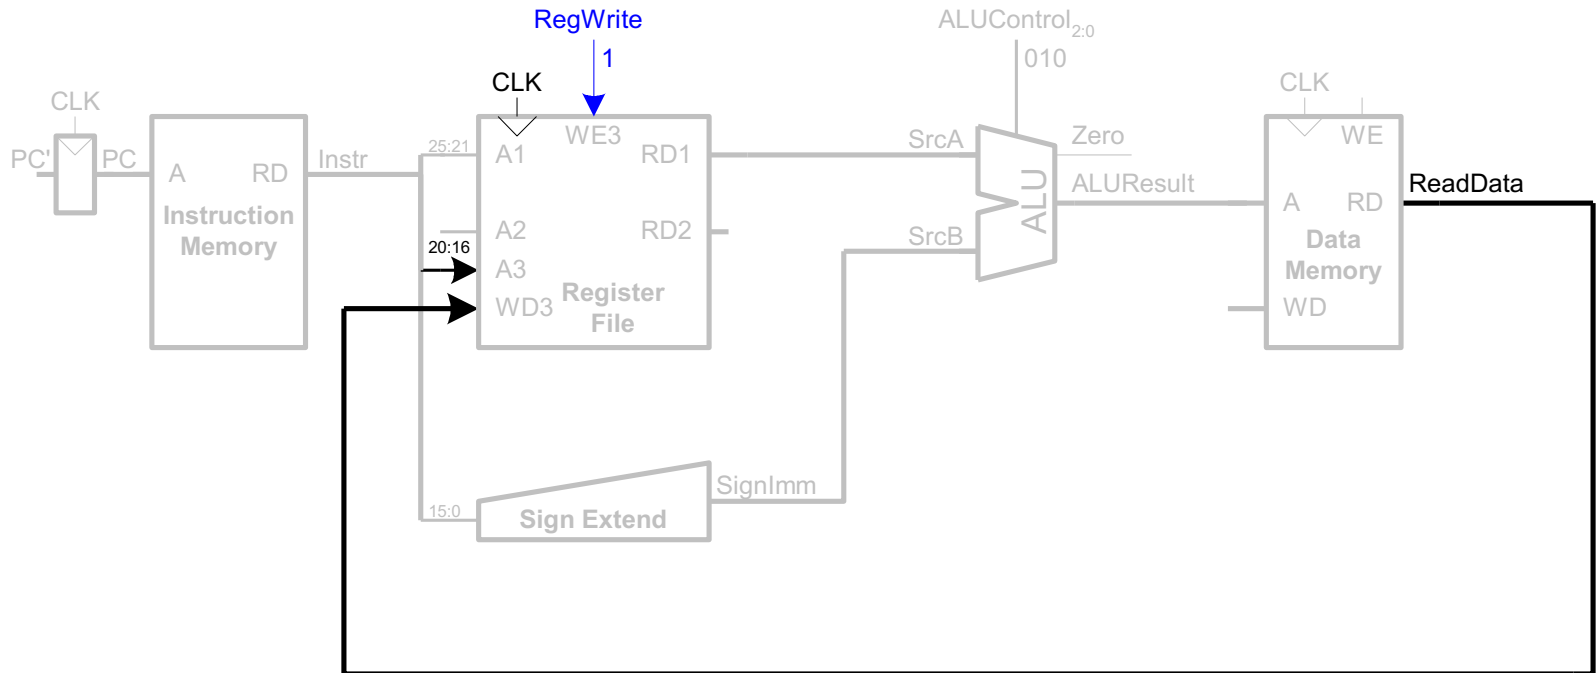 RegWrite
1
ALUControl2:0
010
CLK
CLK
CLK
PC'
PC
A
RD
Instruction
Memory
Instr
25:21
20:16
15:0
A1
A2
A3
WD3
WE3
RD1
RD2
Register
File
Sign Extend
SignImm
SrcA
SrcB
ALU
Zero
ALUResult
WE
A
RD
Data
Memory
WD
ReadData